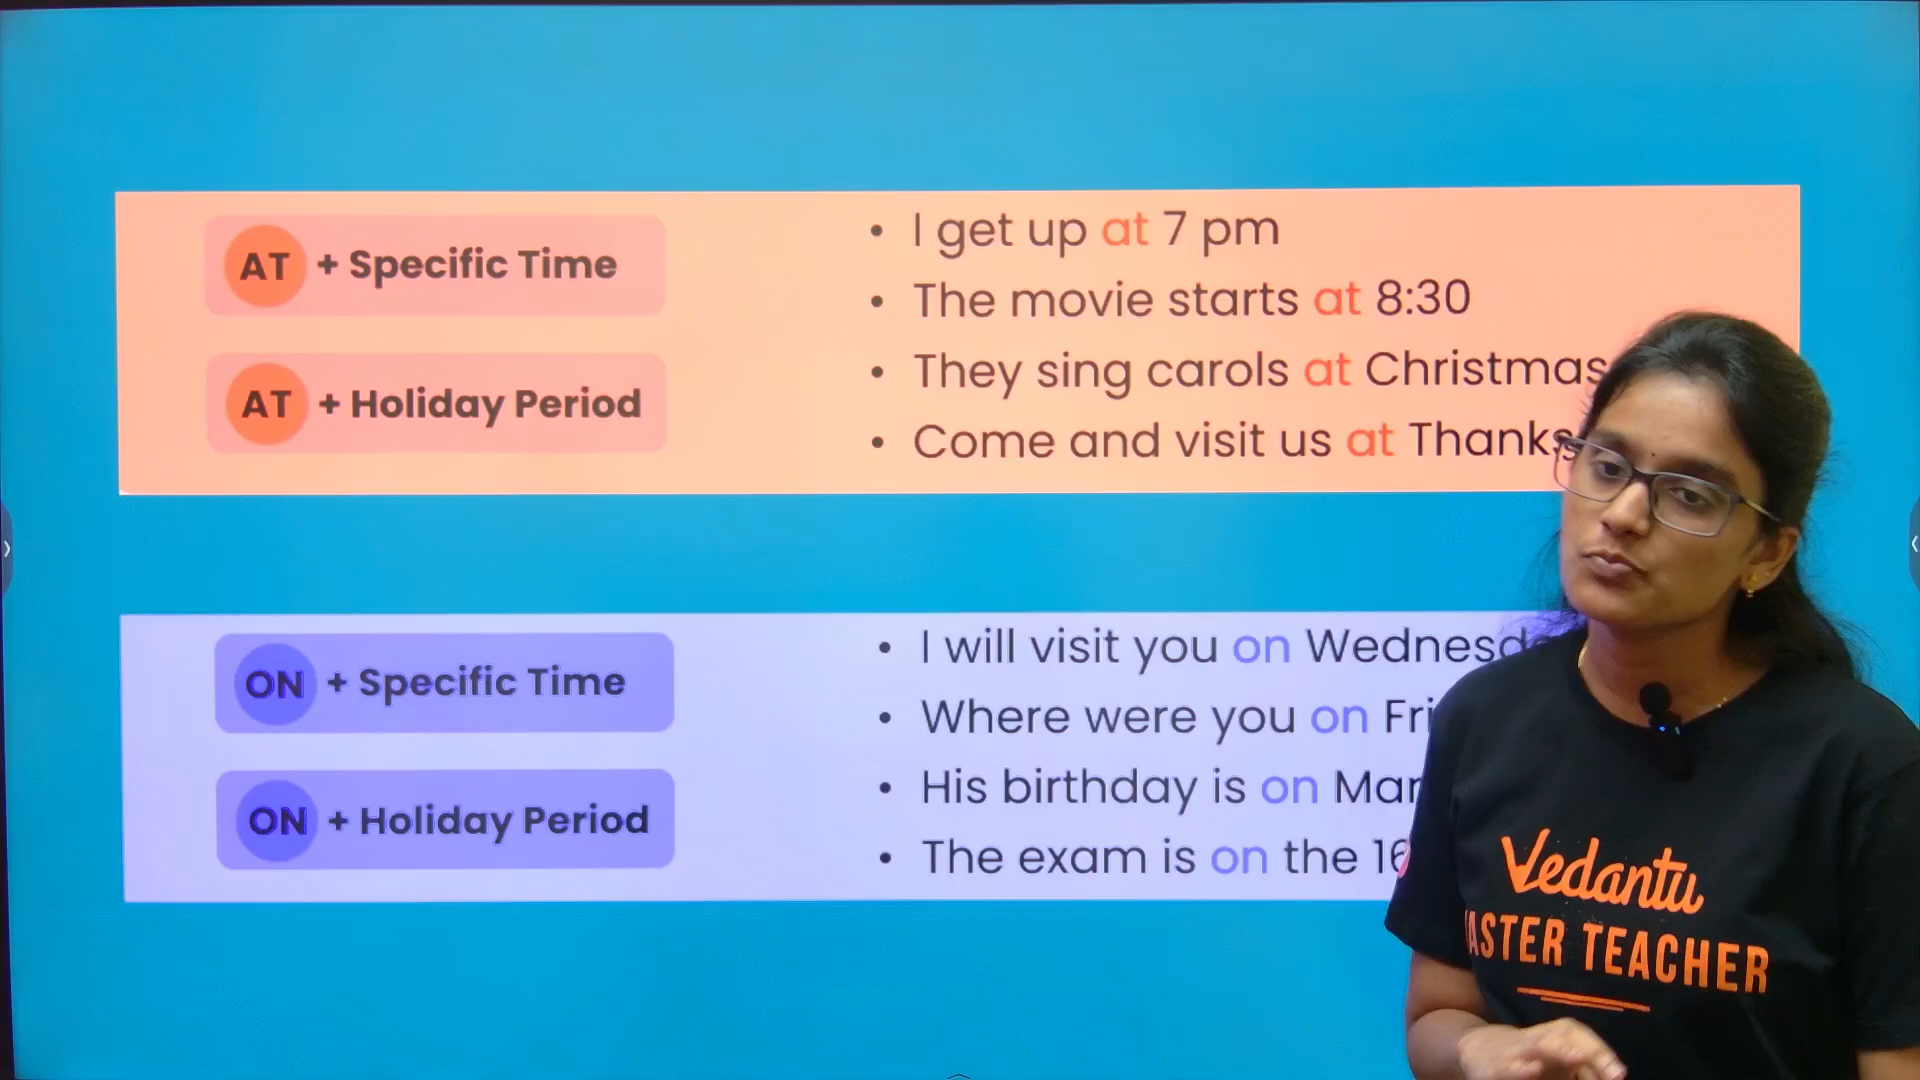 AT + Specific Time
AT + Holiday Period
• I get up at 7 pm
• The movie starts at 8:30
• They sing carols at Christmas
• Come and visit us at
ON + Specific Time
ON + Holiday Period
• I will visit you on
• Where were you on
• His birthday is on
• The exam is on the
Vedantu
TEACHER